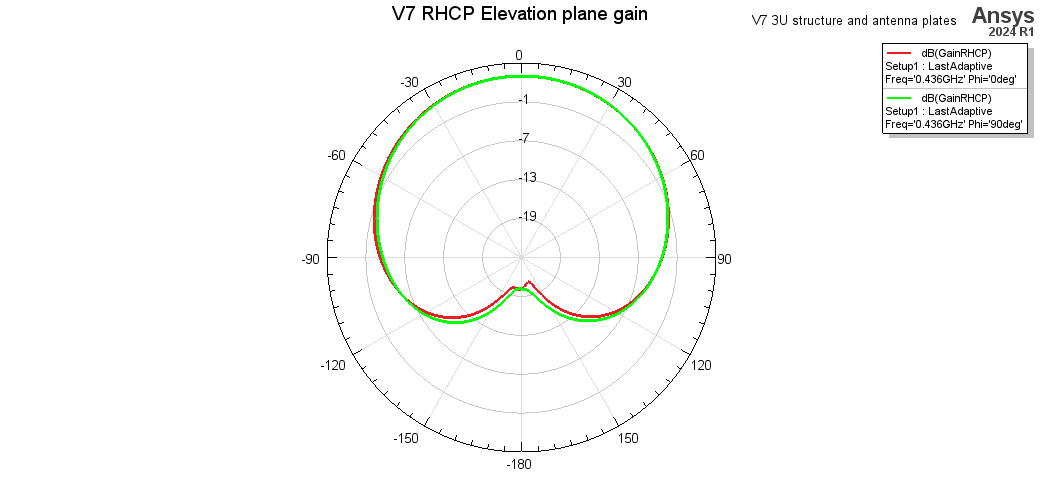 V7 RHCP Elevation plane gain
V7 3U structure and antenna plates
Ansys
2024 R1
dB(GainRHCP)
Setup1 : LastAdaptive
Freq='0.436GHz' Phi='0deg'
dB(GainRHCP)
Setup1 : LastAdaptive
Freq='0.436GHz' Phi='90deg'
0
-30
30
-1
-7
-60
60
-13
-19
-90
90
-120
120
-150
150
-180